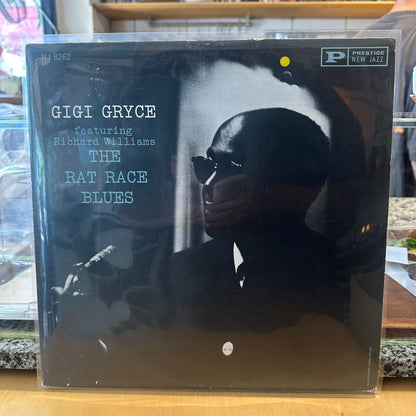 NJ 8262
P PRESTIGE
NEW JAZZ
GIGI GRYCE
featuring
Richard Williams
THE
RAT RACE
BLUES